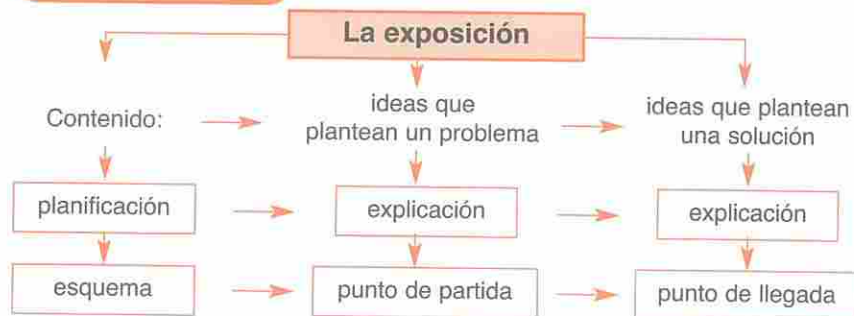 La exposición
Contenido:
ideas que
plantean un problema
ideas que plantean
una solución
planificación
explicación
explicación
esquema
punto de partida
punto de llegada